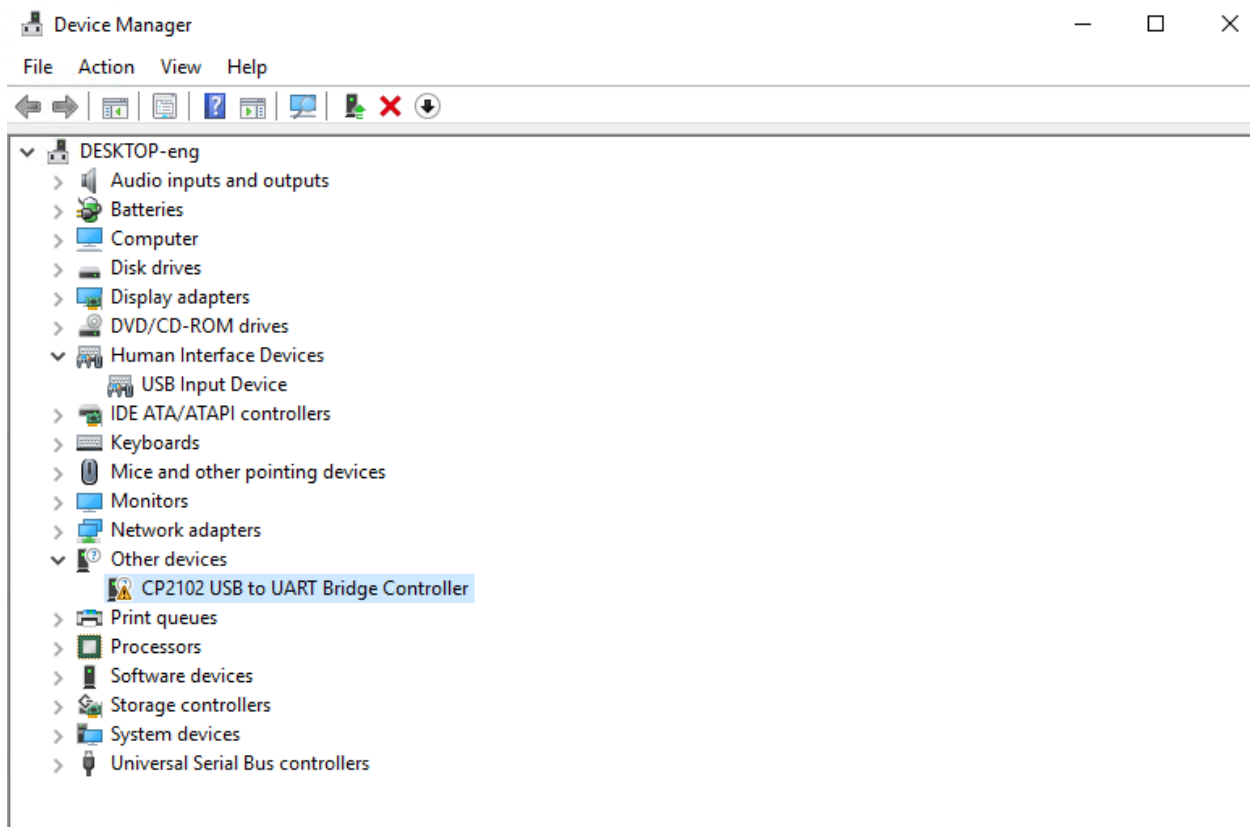 Device Manager
File Action View Help
DESKTOP-eng
Audio inputs and outputs
Batteries
Computer
Disk drives
Display adapters
DVD/CD-ROM drives
Human Interface Devices
USB Input Device
IDE ATA/ATAPI controllers
Keyboards
Mice and other pointing devices
Monitors
Network adapters
Other devices
CP2102 USB to UART Bridge Controller
Print queues
Processors
Software devices
Storage controllers
System devices
Universal Serial Bus controllers